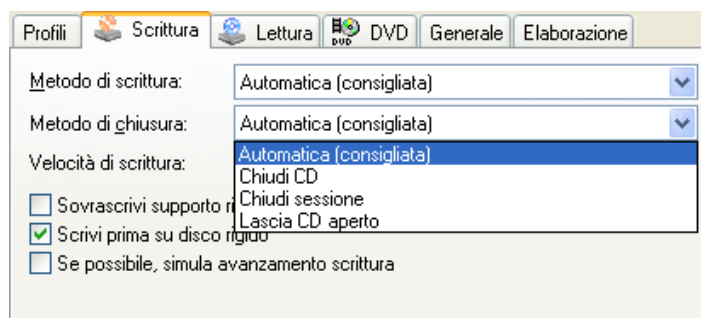 Profili Scrittura Lettura DVD DVD Generale Elaborazione
Metodo di scrittura: Automatica (consigliata)
Metodo di chiusura: Automatica (consigliata)
Velocità di scrittura: Automatica (consigliata)
Chiudi CD
Chiudi sessione
Sovrascrivi supporto
Lascia CD aperto
Scrivi prima su disco rigido
Se possibile, simula avanzamento scrittura